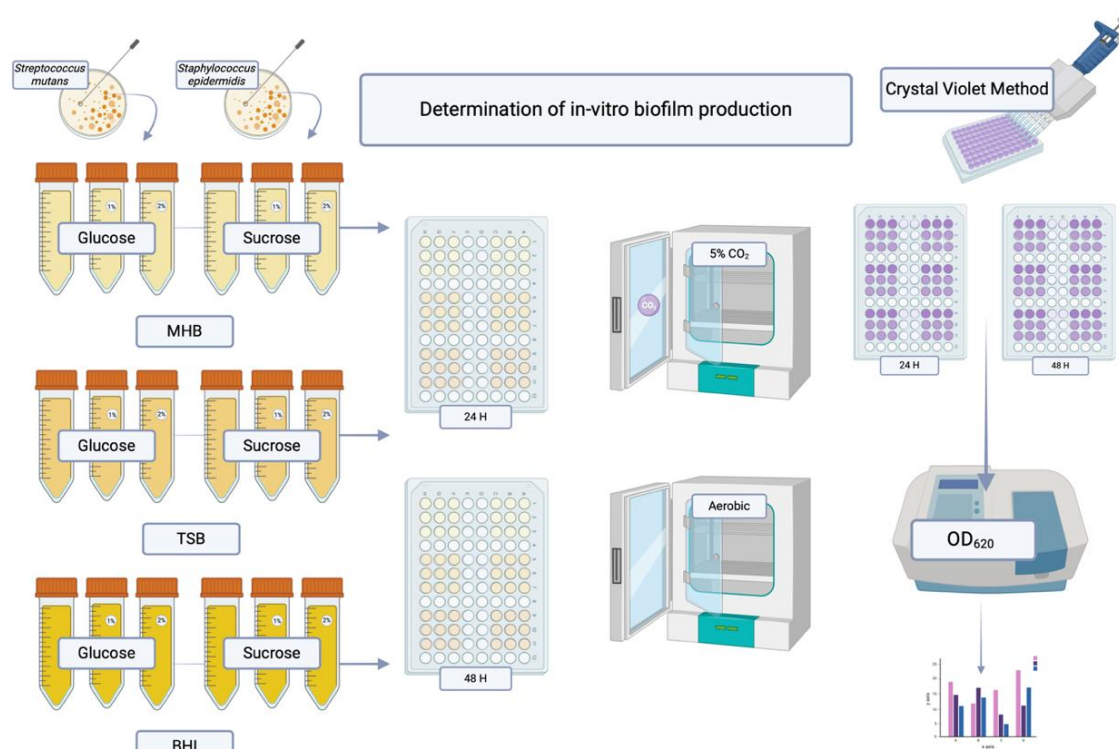 Streptococcus
mutans
Staphylococcus
epidermidis
Determination of in-vitro biofilm production
Crystal Violet Method
1%
2%
1%
2%
Glucose
Sucrose
MHB
5% CO₂
CO₂
24 H
24 H
48 H
1%
2%
1%
2%
Glucose
Sucrose
TSB
Aerobic
OD₆₂₀
1%
2%
1%
2%
Glucose
Sucrose
48 H
BHI